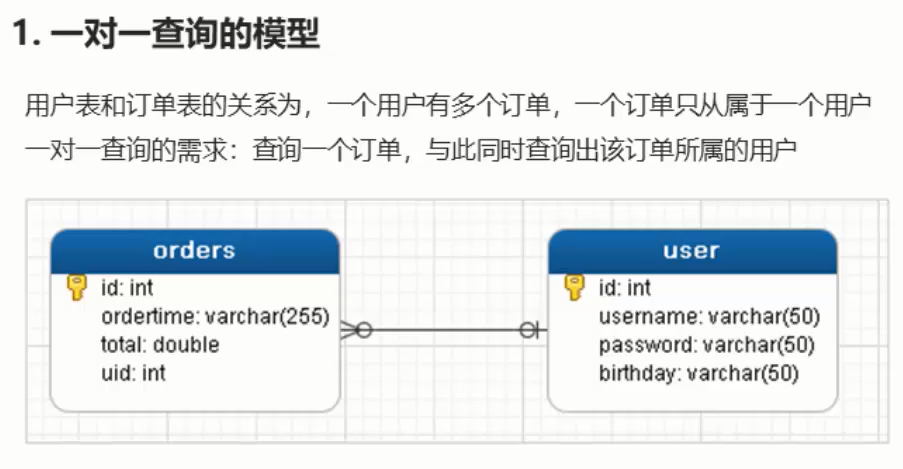 1. 一对一查询的模型
用户表和订单表的关系为，一个用户有多个订单，一个订单只从属于一个用户
一对一查询的需求：查询一个订单，与此同时查询出该订单所属的用户
orders
id: int
ordertime: varchar(255)
total: double
uid: int
user
id: int
username: varchar(50)
password: varchar(50)
birthday: varchar(50)